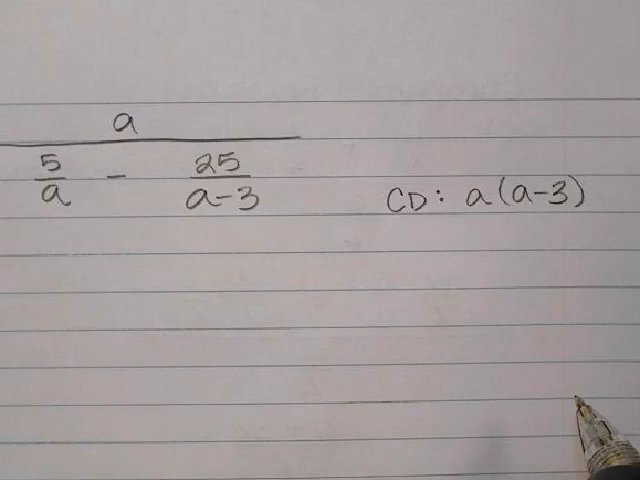 a
5 25
— - —
a a-3
CD: a(a-3)